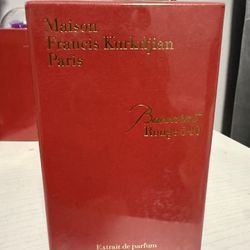 Maison
Francis Kurkdjian
Paris
Baccarat
Rouge 540
Extrait de parfum